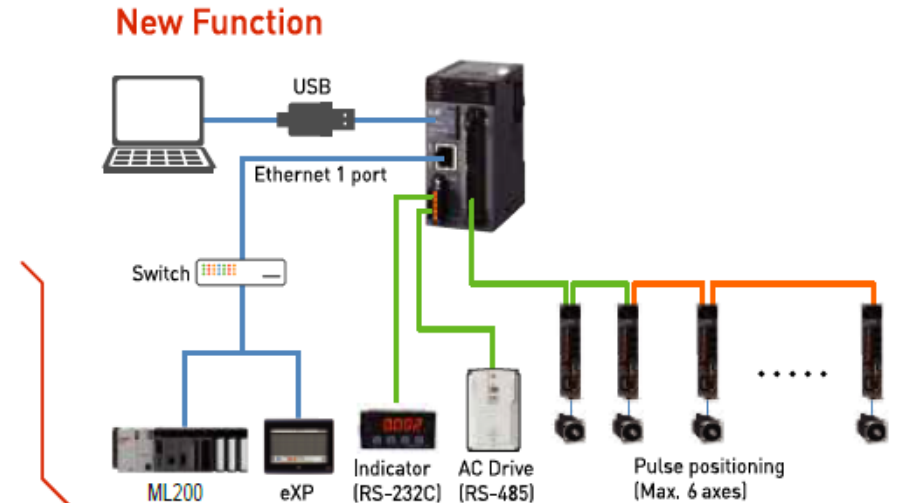 New Function
USB
Ethernet 1 port
Switch
ML200
eXP
Indicator
(RS-232C)
AC Drive
(RS-485)
Pulse positioning
(Max. 6 axes)